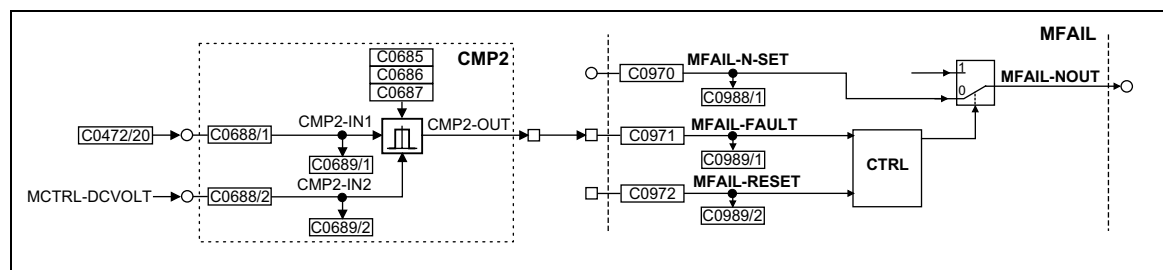 MFAIL
CMP2
C0685
C0686
C0687
C0970
MFAIL-N-SET
C0988/1
1
0
MFAIL-NOUT
C0472/20
C0688/1
CMP2-IN1
C0689/1
CMP2-OUT
C0971
MFAIL-FAULT
C0989/1
CTRL
MCTRL-DCVOLT
C0688/2
CMP2-IN2
C0689/2
C0972
MFAIL-RESET
C0989/2